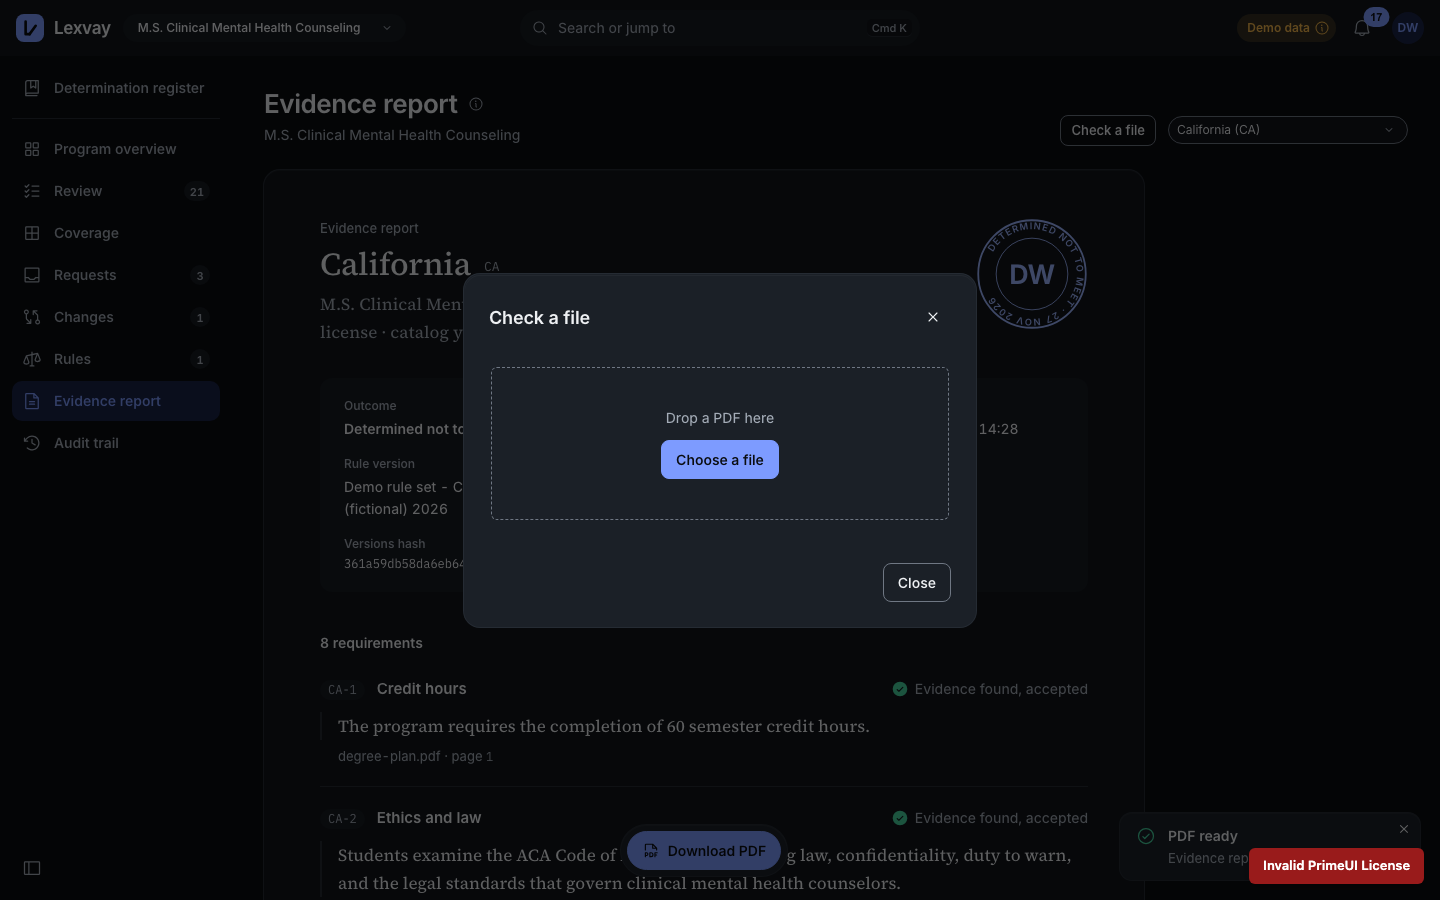 Lexvay
M.S. Clinical Mental Health Counseling
Search or jump to
Cmd K
Demo data
17
DW
Determination register
Program overview
Review
21
Coverage
Requests
3
Changes
1
Rules
1
Evidence report
Audit trail
Evidence report
M.S. Clinical Mental Health Counseling
Check a file
California (CA)
Evidence report
California CA
M.S. Clinical Men
license · catalog y
DETERMINED NOT TO MEET · 27 NOV 2026
DW
Outcome
Determined not to
14:28
Rule version
Demo rule set - C
(fictional) 2026
Versions hash
361a59db58da6eb64
Check a file
Drop a PDF here
Choose a file
Close
8 requirements
CA-1 Credit hours
Evidence found, accepted
The program requires the completion of 60 semester credit hours.
degree-plan.pdf · page 1
CA-2 Ethics and law
Evidence found, accepted
Students examine the ACA Code of
g law, confidentiality, duty to warn,
and the legal standards that govern clinical mental health counselors.
PDF
Download PDF
PDF ready
Evidence rep
Invalid PrimeUI License